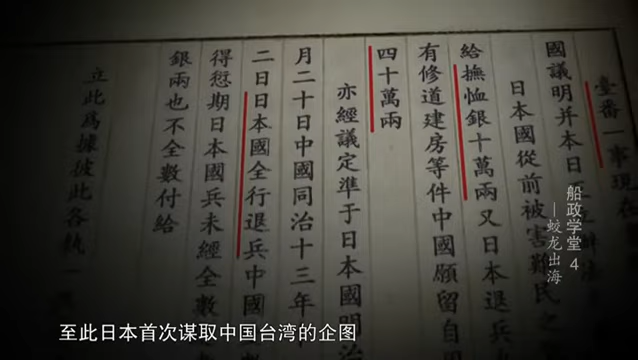 臺番一事現在
國議明并本日
日本國從前被害難民之
給撫恤銀十萬兩又日本退兵
有修道建房等件中國願留自
四十萬兩
亦經議定準于日本國明治
月二十日中國同治十三年
二日日本國全行退兵中國
得愆期日本國兵未經全數
銀兩也不全數付給
立此爲據彼此各執一
船政学堂 4
—蛟龙出海
至此日本首次谋取中国台湾的企图